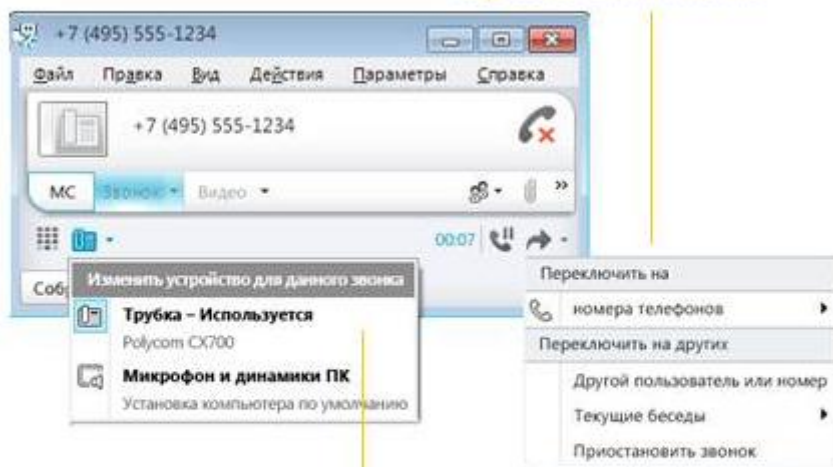 +7 (495) 555-1234
Файл Правка Вид Действия Параметры Справка
+7 (495) 555-1234
МС Звонок Видео »
00:07
Собр
Изменить устройство для данного звонка
Трубка – Используется
Polycom CX700
Микрофон и динамики ПК
Установка компьютера по умолчанию
Переключить на
номера телефонов
Переключить на других
Другой пользователь или номер
Текущие беседы
Приостановить звонок